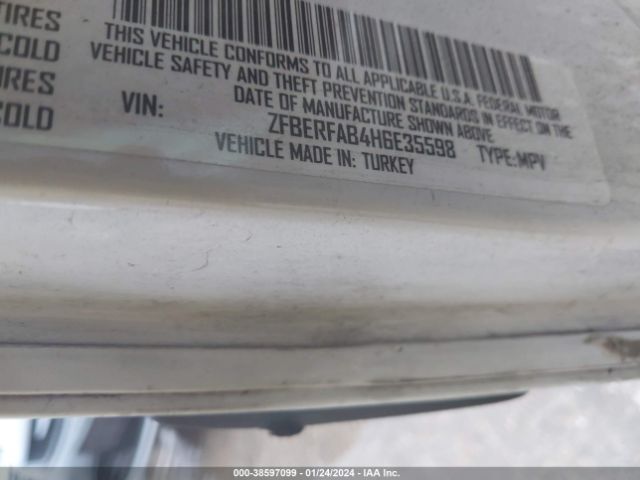 TIRES
COLD
TIRES
COLD
THIS VEHICLE CONFORMS TO ALL APPLICABLE U.S.A. FEDERAL MOTOR
VEHICLE SAFETY AND THEFT PREVENTION STANDARDS IN EFFECT ON THE
DATE OF MANUFACTURE SHOWN ABOVE
VIN: ZFBERFAB4H6E35598 TYPE:MPV
VEHICLE MADE IN: TURKEY
000-38597099 - 01/24/2024 - IAA Inc.